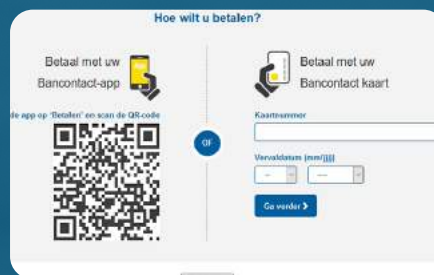 Hoe wilt u betalen?
Betaal met uw
Bancontact-app
de app op 'Betalen' en scan de QR-code
OF
Betaal met uw
Bancontact kaart
Kaartnummer
Vervaldatum (mm/jjjj)
Ga verder >